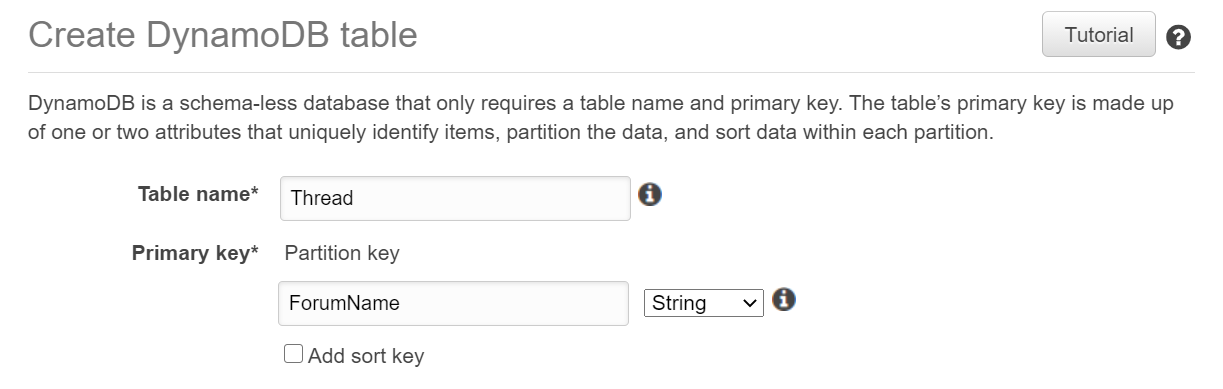 Create DynamoDB table
Tutorial
DynamoDB is a schema-less database that only requires a table name and primary key. The table’s primary key is made up
of one or two attributes that uniquely identify items, partition the data, and sort data within each partition.
Table name* Thread
Primary key* Partition key
ForumName String
Add sort key